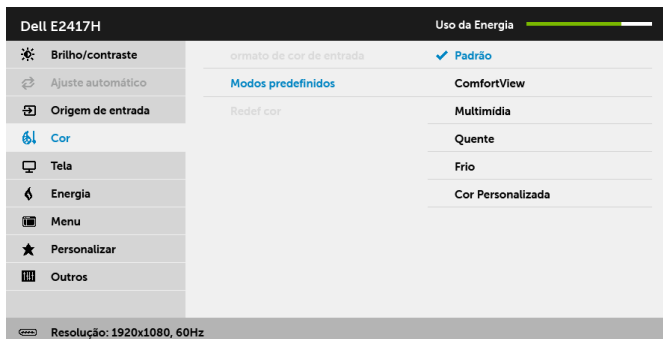 Dell E2417H Uso da Energia
Brilho/contraste ormato de cor de entrada Padrão
Ajuste automático Modos predefinidos ComfortView
Origem de entrada Redef cor Multimídia
Cor Quente
Tela Frio
Energia Cor Personalizada
Menu
Personalizar
Outros
Resolução: 1920x1080, 60Hz